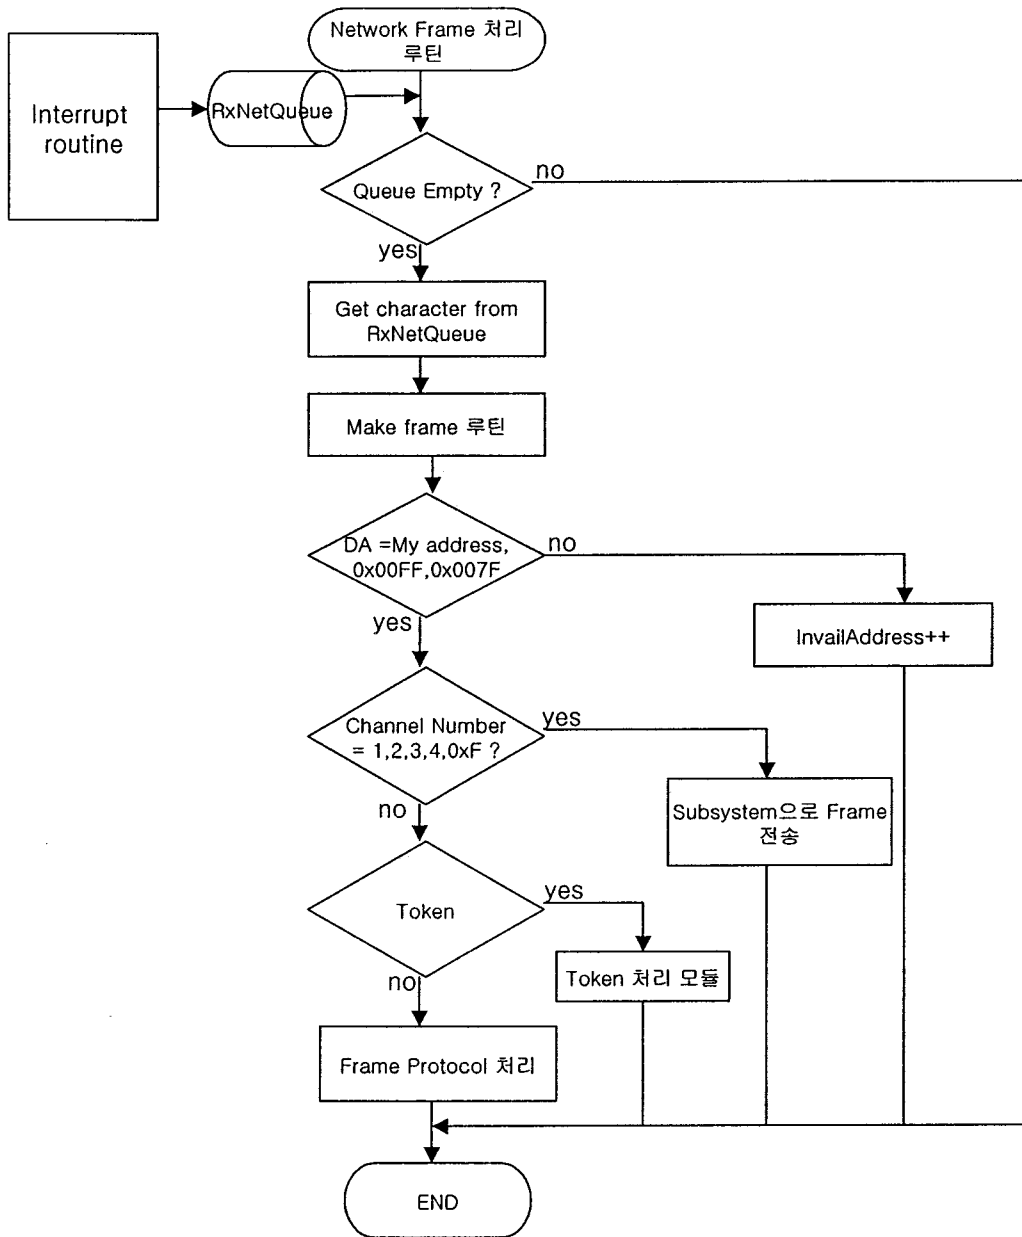 Network Frame 처리
루틴
Interrupt
routine
RxNetQueue
Queue Empty ?
no
yes
Get character from
RxNetQueue
Make frame 루틴
DA =My address,
0x00FF,0x007F
no
yes
InvailAddress++
Channel Number
= 1,2,3,4,0xF ?
yes
no
Subsystem으로 Frame
전송
Token
yes
no
Token 처리 모듈
Frame Protocol 처리
END